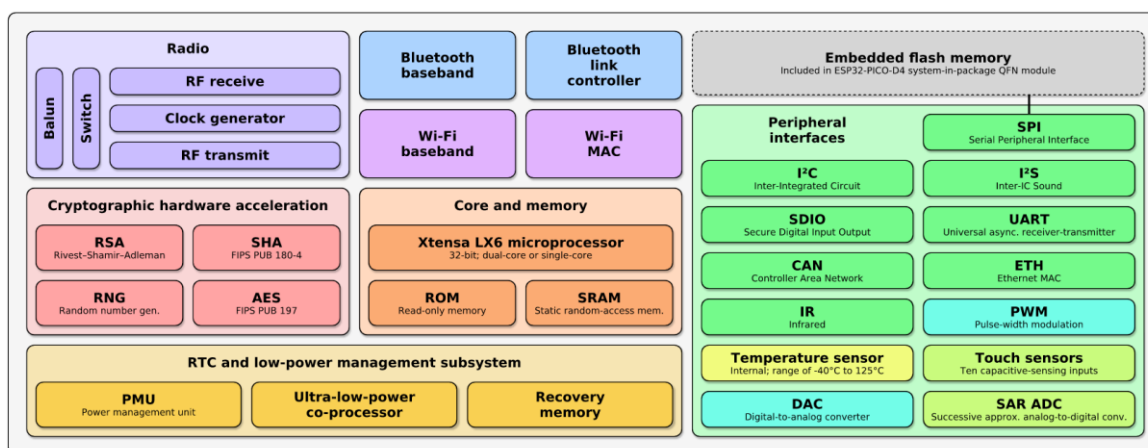 Radio
Balun
Switch
RF receive
Clock generator
RF transmit
Bluetooth
baseband
Bluetooth
link
controller
Wi-Fi
baseband
Wi-Fi
MAC
Embedded flash memory
Included in ESP32-PICO-D4 system-in-package QFN module
Cryptographic hardware acceleration
RSA
Rivest–Shamir–Adleman
SHA
FIPS PUB 180-4
RNG
Random number gen.
AES
FIPS PUB 197
Core and memory
Xtensa LX6 microprocessor
32-bit; dual-core or single-core
ROM
Read-only memory
SRAM
Static random-access mem.
RTC and low-power management subsystem
PMU
Power management unit
Ultra-low-power
co-processor
Recovery
memory
Peripheral
interfaces
SPI
Serial Peripheral Interface
I²C
Inter-Integrated Circuit
I²S
Inter-IC Sound
SDIO
Secure Digital Input Output
UART
Universal async. receiver-transmitter
CAN
Controller Area Network
ETH
Ethernet MAC
IR
Infrared
PWM
Pulse-width modulation
Temperature sensor
Internal; range of -40°C to 125°C
Touch sensors
Ten capacitive-sensing inputs
DAC
Digital-to-analog converter
SAR ADC
Successive approx. analog-to-digital conv.